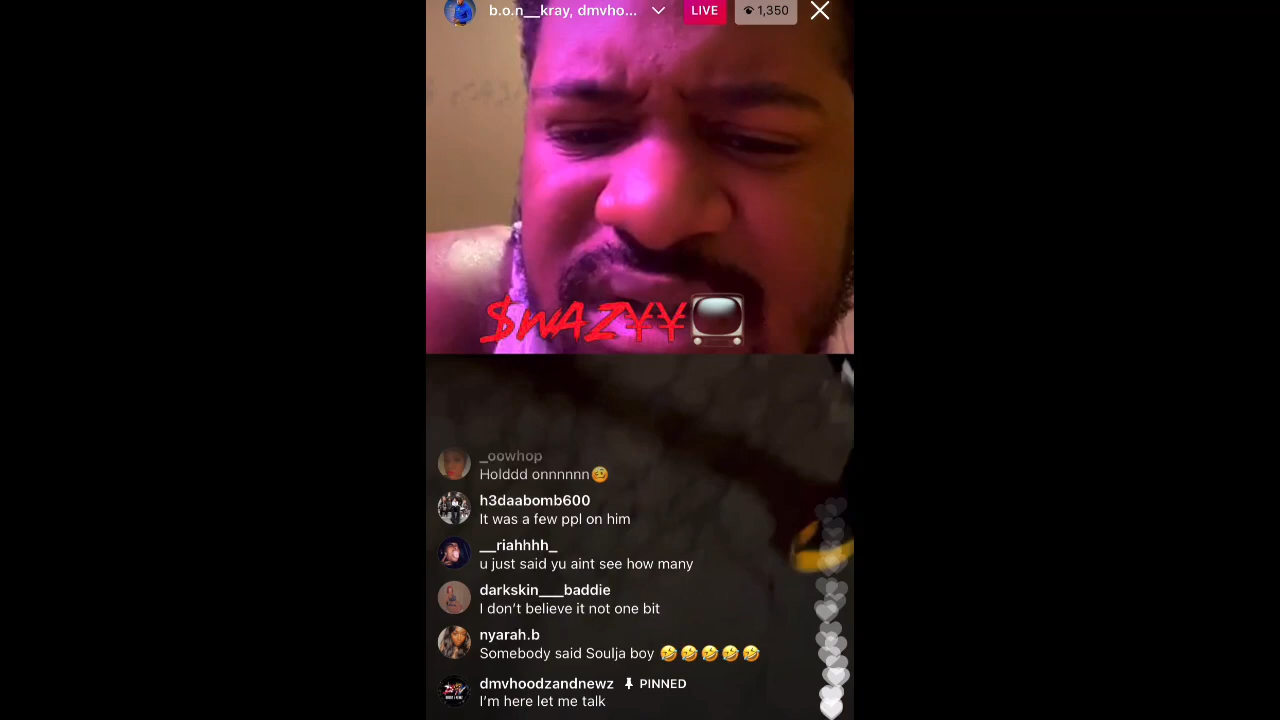 b.o.n__kray, dmvho...
LIVE
1,350
$WAZ¥¥
_oowhop
Holddd onnnnnn🥴
h3daabomb600
It was a few ppl on him
__riahhhh_
u just said yu aint see how many
darkskin___baddie
I don't believe it not one bit
nyarah.b
Somebody said Soulja boy 🤣🤣🤣🤣🤣
dmvhoodzandnewz PINNED
I'm here let me talk